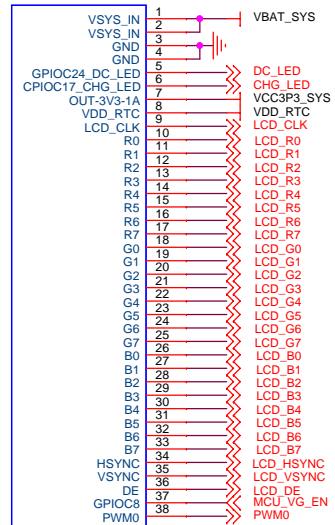 VSYS_IN 1 VBAT_SYS
VSYS_IN 2
GND 3
GND 4
GPIOC24_DC_LED 5 DC_LED
CPIOC17_CHG_LED 6 CHG_LED
OUT-3V3-1A 7 VCC3P3_SYS
VDD_RTC 8 VDD_RTC
LCD_CLK 9 LCD_CLK
R0 10 LCD_R0
R1 11 LCD_R1
R2 12 LCD_R2
R3 13 LCD_R3
R4 14 LCD_R4
R5 15 LCD_R5
R6 16 LCD_R6
R7 17 LCD_R7
G0 18 LCD_G0
G1 19 LCD_G1
G2 20 LCD_G2
G3 21 LCD_G3
G4 22 LCD_G4
G5 23 LCD_G5
G6 24 LCD_G6
G7 25 LCD_G7
B0 26 LCD_B0
B1 27 LCD_B1
B2 28 LCD_B2
B3 29 LCD_B3
B4 30 LCD_B4
B5 31 LCD_B5
B6 32 LCD_B6
B7 33 LCD_B7
HSYNC 34 LCD_HSYNC
VSYNC 35 LCD_VSYNC
DE 36 LCD_DE
GPIOC8 37 MCU_VG_EN
PWM0 38 PWM0